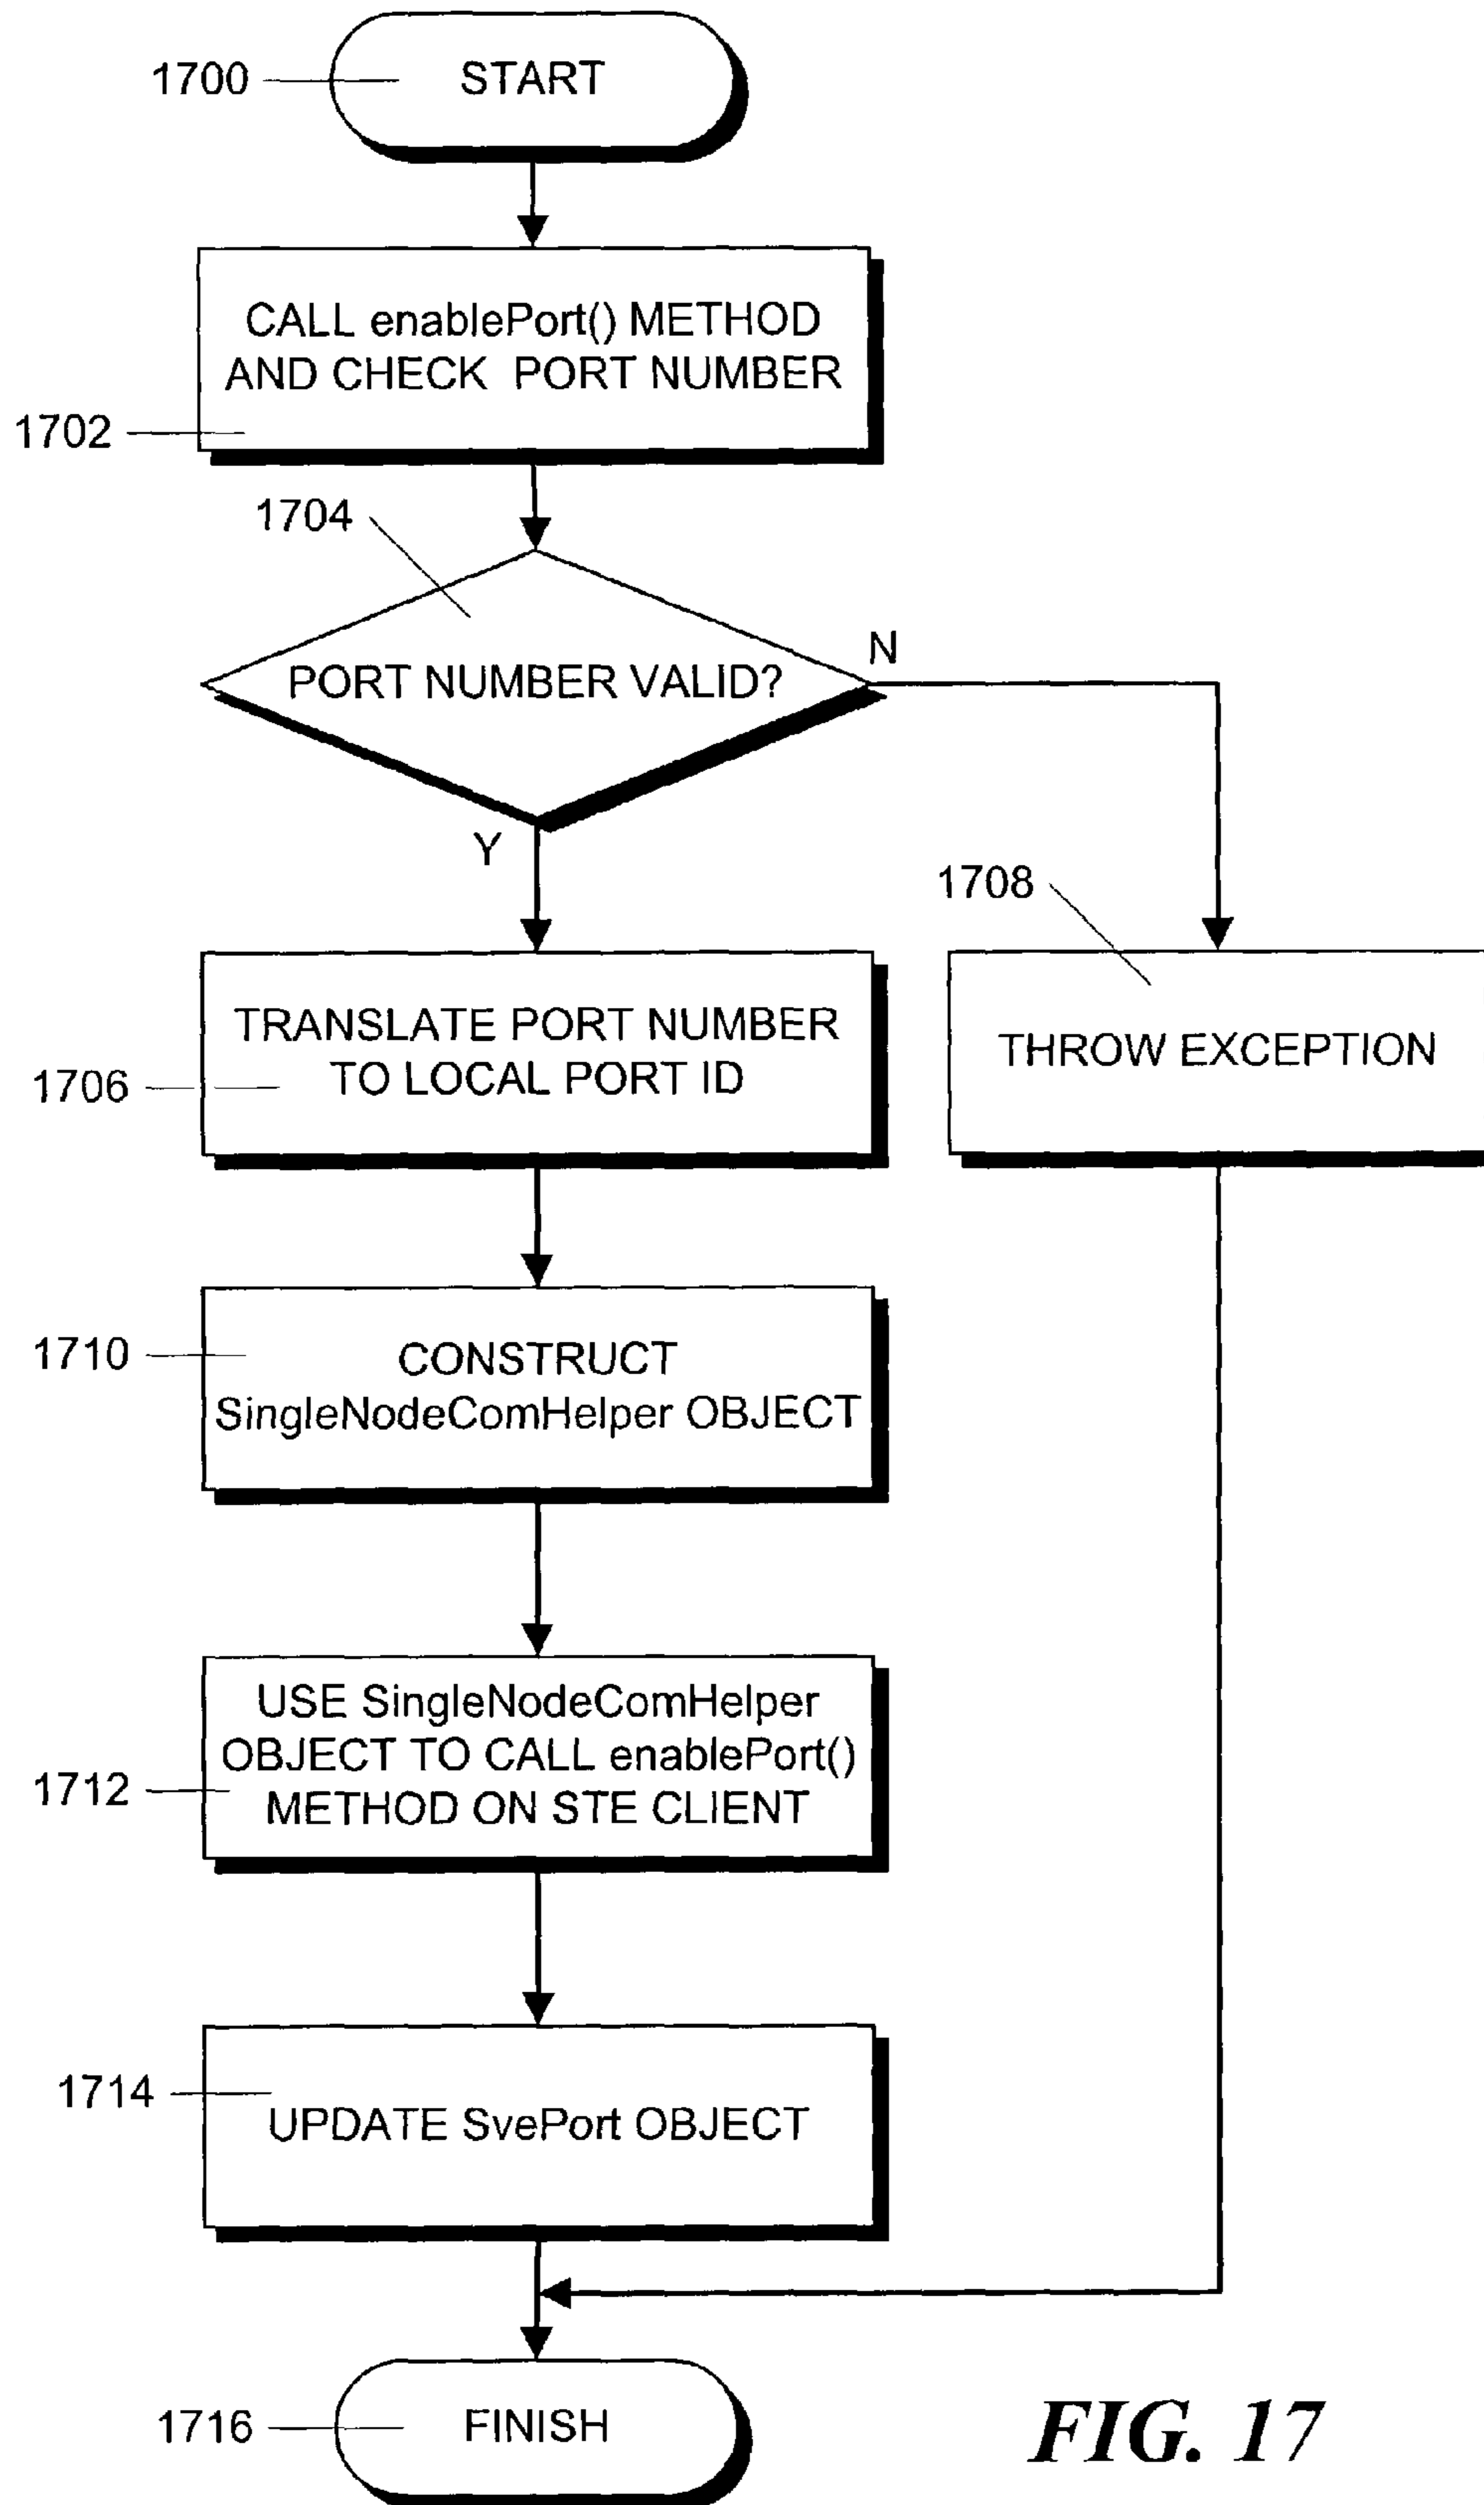 1700
START
CALL enablePort() METHOD
AND CHECK PORT NUMBER
1702
1704
PORT NUMBER VALID?
N
Y
1708
TRANSLATE PORT NUMBER
TO LOCAL PORT ID
1706
THROW EXCEPTION
1710
CONSTRUCT
SingleNodeComHelper OBJECT
USE SingleNodeComHelper
OBJECT TO CALL enablePort()
METHOD ON STE CLIENT
1712
1714
UPDATE SvePort OBJECT
1716
FINISH
FIG. 17